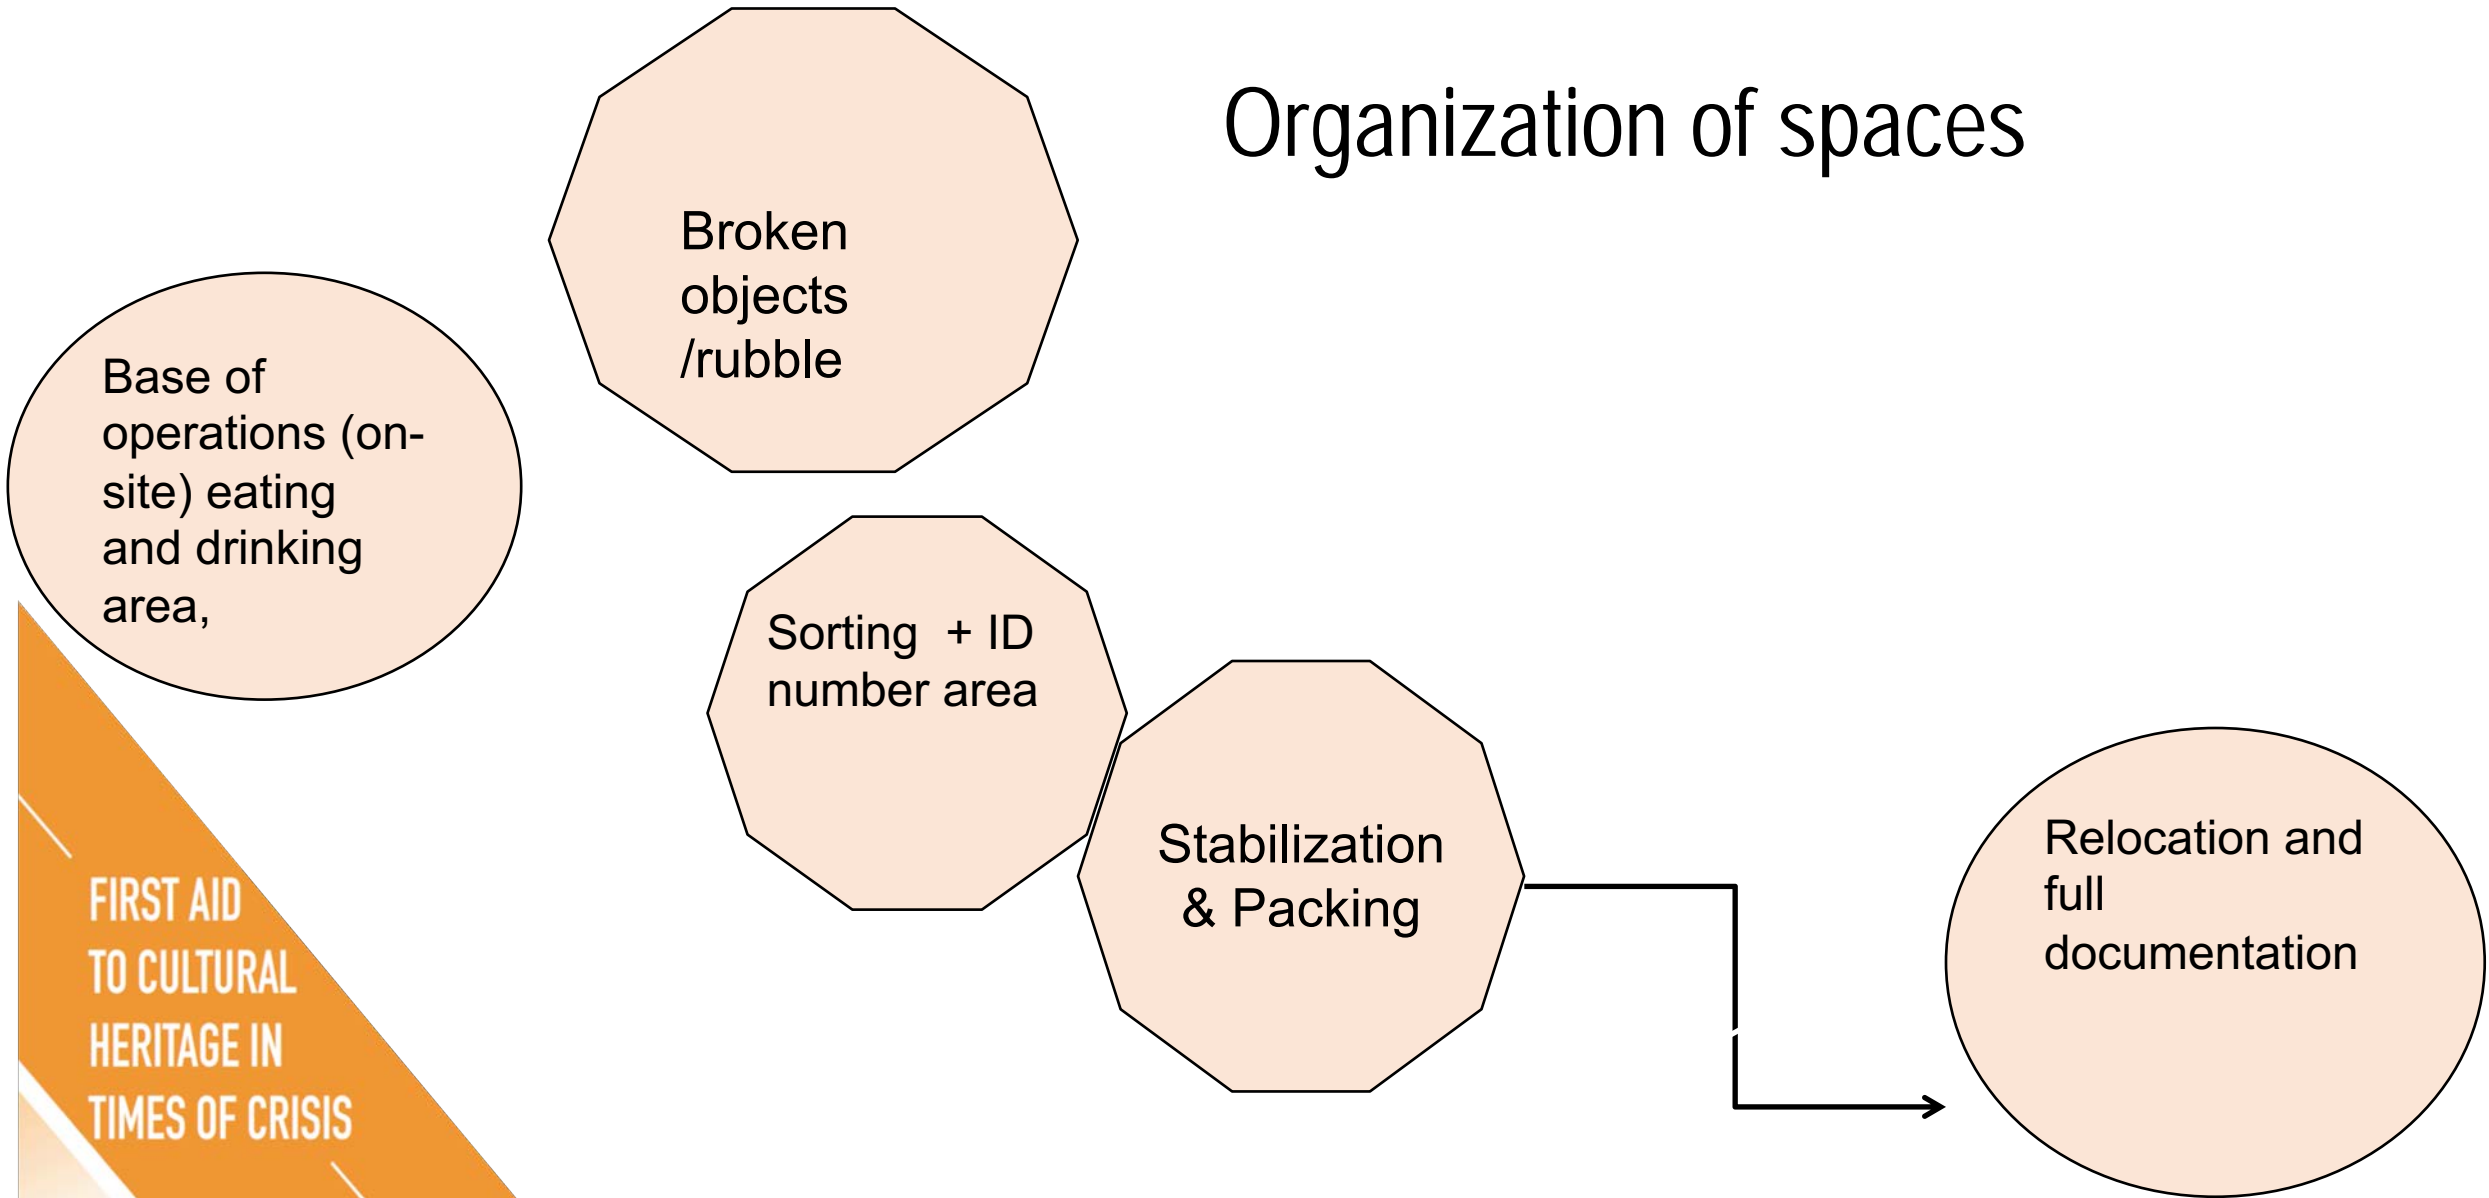 Organization of spaces
Broken
objects
/rubble
Base of
operations (on-
site) eating
and drinking
area,
Sorting  + ID
number area
Stabilization
& Packing
Relocation and
full
documentation
FIRST AID
TO CULTURAL
HERITAGE IN
TIMES OF CRISIS